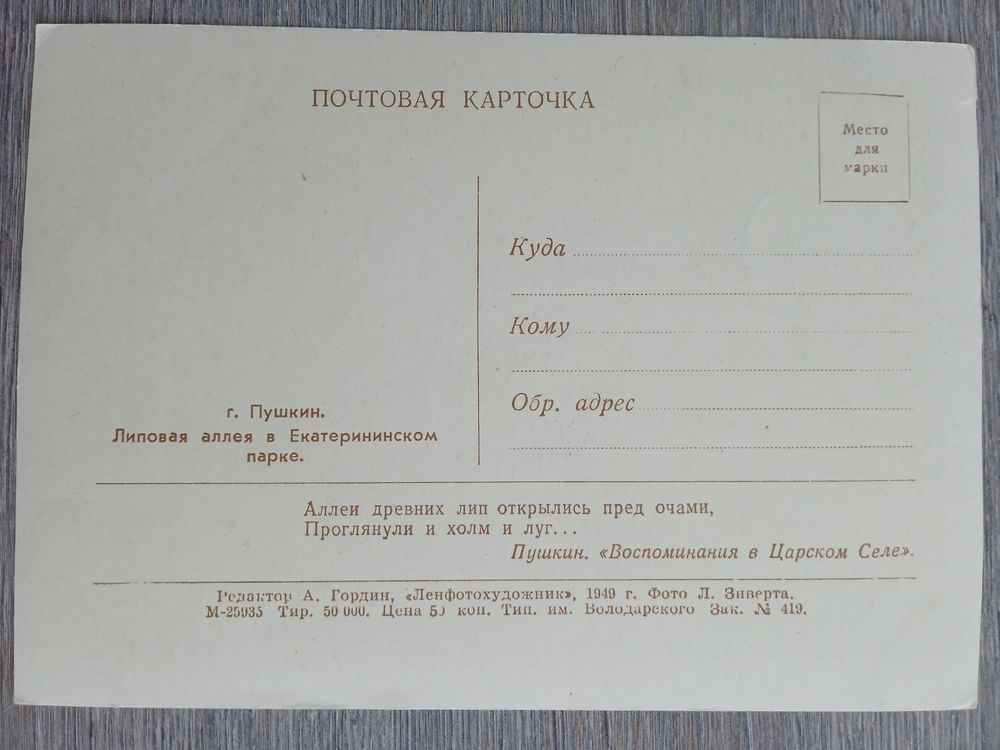 ПОЧТОВАЯ КАРТОЧКА
Место
для
марки
Куда
Кому
Обр. адрес
г. Пушкин.
Липовая аллея в Екатерининском
парке.
Аллеи древних лип открылись пред очами,
Проглянули и холм и луг...
Пушкин. «Воспоминания в Царском Селе».
Редактор А. Гордин, «Ленфотохудожник», 1949 г. Фото Л. Зиверта.
М-25935 Тир. 50 000. Цена 50 коп. Тип. им. Володарского Зак. № 419.